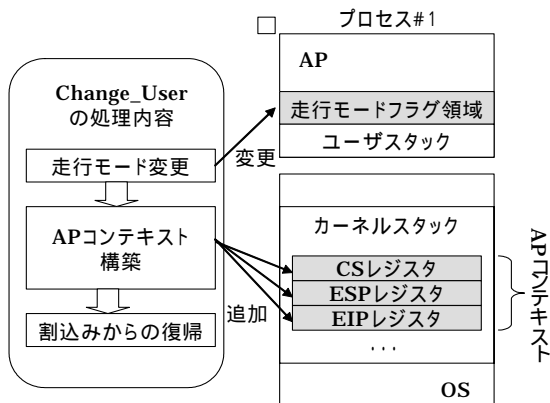 プロセス#1
Change_User
の処理内容
走行モード変更
APコンテキスト
構築
割込みからの復帰
変更
追加
AP
走行モードフラグ領域
ユーザスタック
カーネルスタック
CSレジスタ
ESPレジスタ
EIPレジスタ
...
OS
APコンテキスト